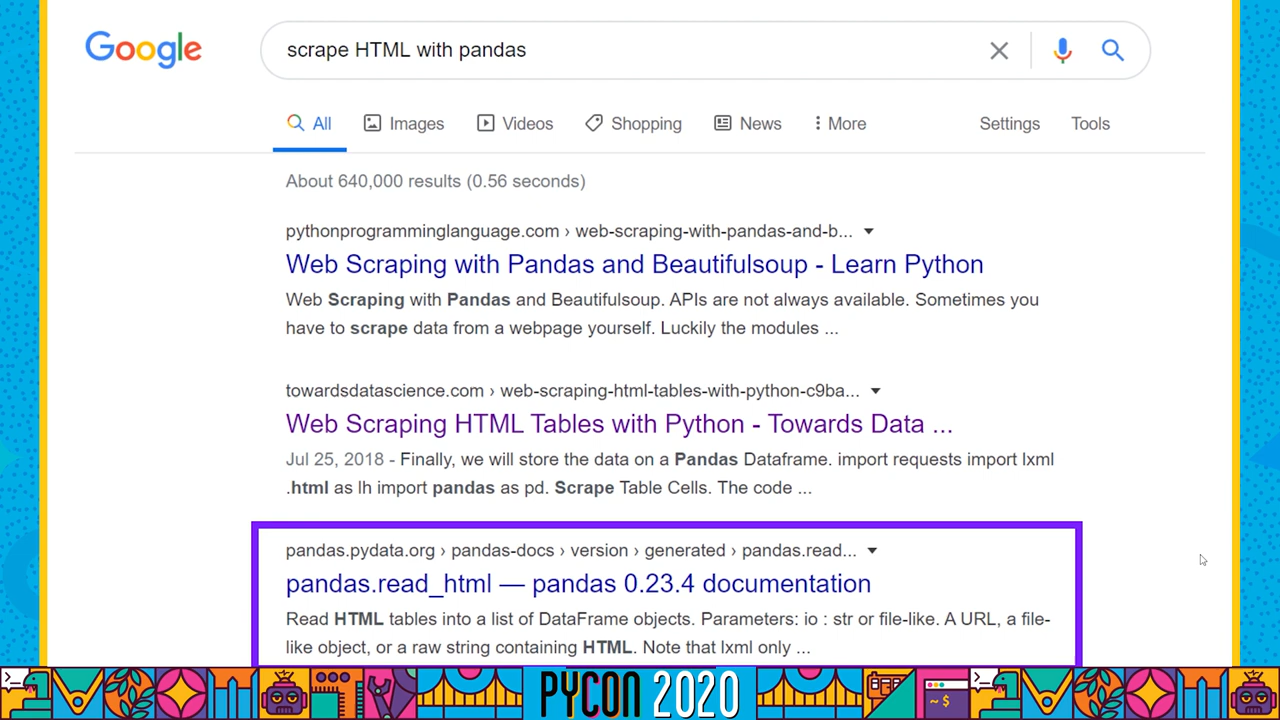 Google
scrape HTML with pandas
All Images Videos Shopping News More Settings Tools
About 640,000 results (0.56 seconds)
pythonprogramminglanguage.com › web-scraping-with-pandas-and-b...
Web Scraping with Pandas and Beautifulsoup - Learn Python
Web Scraping with Pandas and Beautifulsoup. APIs are not always available. Sometimes you
have to scrape data from a webpage yourself. Luckily the modules ...
towardsdatascience.com › web-scraping-html-tables-with-python-c9ba...
Web Scraping HTML Tables with Python - Towards Data ...
Jul 25, 2018 - Finally, we will store the data on a Pandas Dataframe. import requests import lxml
.html as lh import pandas as pd. Scrape Table Cells. The code ...
pandas.pydata.org › pandas-docs › version › generated › pandas.read...
pandas.read_html — pandas 0.23.4 documentation
Read HTML tables into a list of DataFrame objects. Parameters: io : str or file-like. A URL, a file-
like object, or a raw string containing HTML. Note that lxml only ...
PYCON 2020
~$